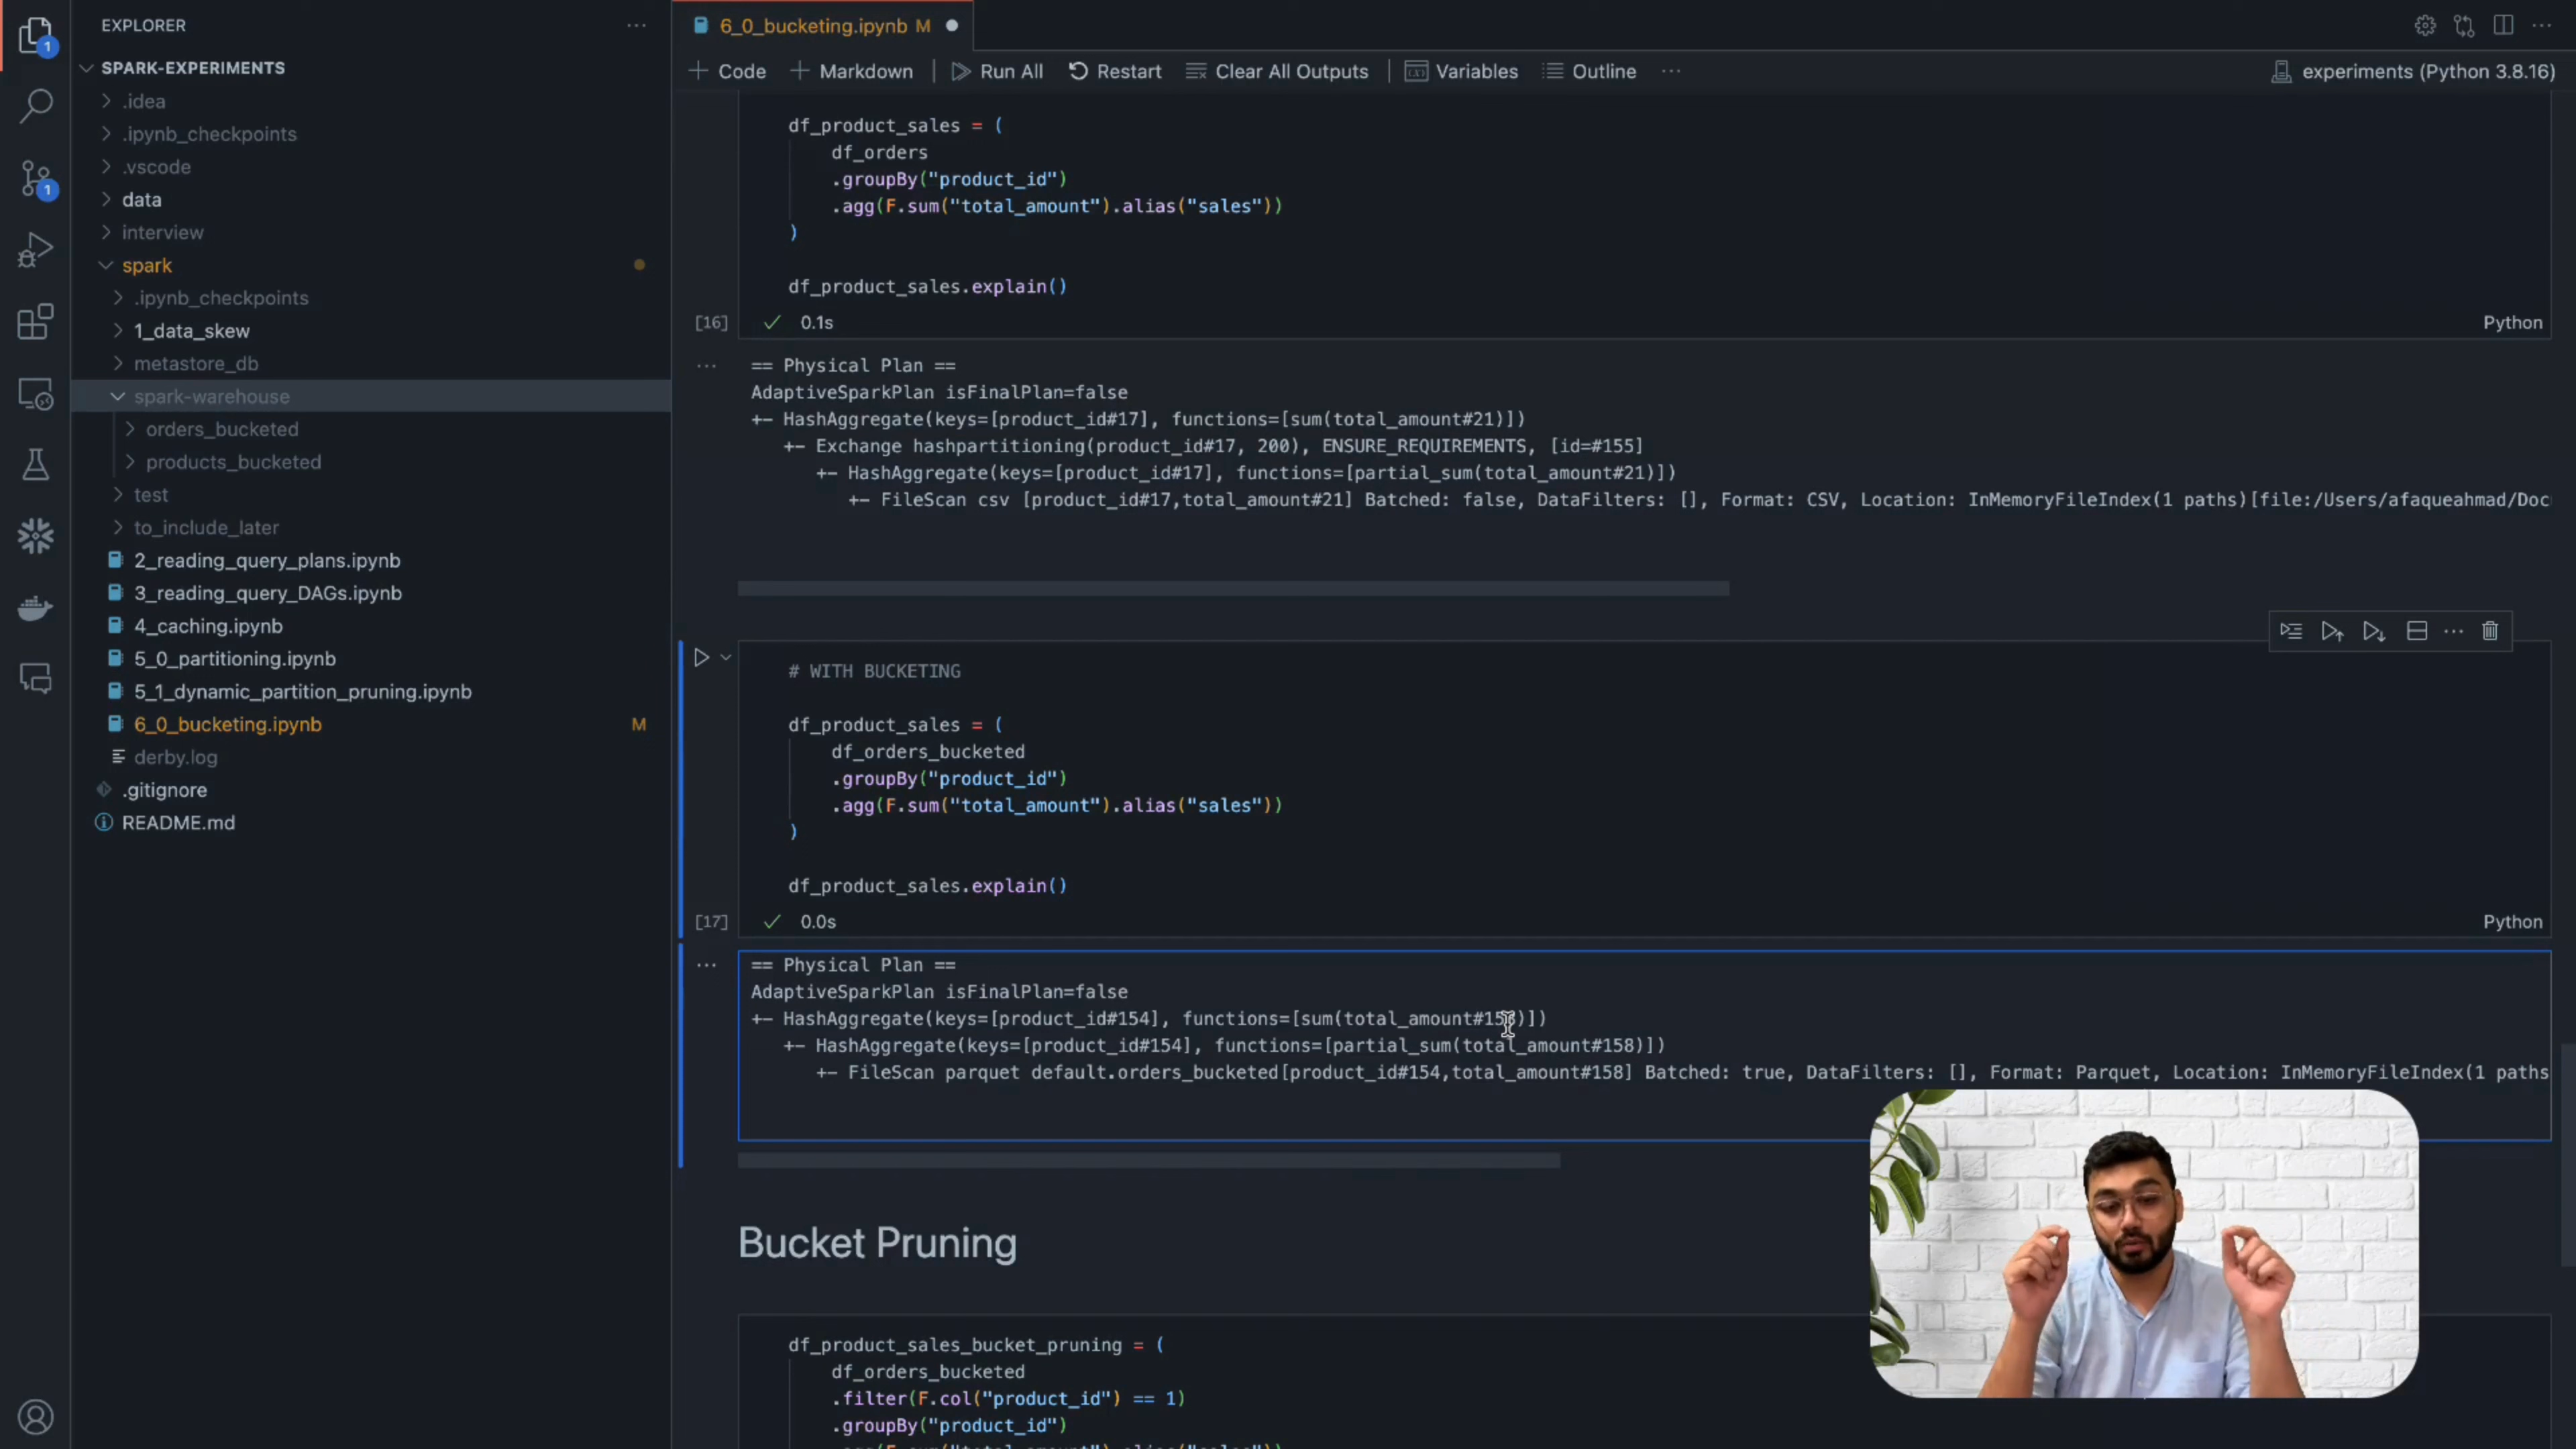 EXPLORER
SPARK-EXPERIMENTS
.idea
.ipynb_checkpoints
.vscode
data
interview
spark
.ipynb_checkpoints
1_data_skew
metastore_db
spark-warehouse
orders_bucketed
products_bucketed
test
to_include_later
2_reading_query_plans.ipynb
3_reading_query_DAGs.ipynb
4_caching.ipynb
5_0_partitioning.ipynb
5_1_dynamic_partition_pruning.ipynb
6_0_bucketing.ipynb M
derby.log
.gitignore
README.md
1
1
6_0_bucketing.ipynb M
+ Code + Markdown Run All Restart Clear All Outputs Variables Outline ... experiments (Python 3.8.16)
df_product_sales = (
df_orders
.groupBy("product_id")
.agg(F.sum("total_amount").alias("sales"))
)
df_product_sales.explain()
[16] 0.1s Python
== Physical Plan ==
AdaptiveSparkPlan isFinalPlan=false
+- HashAggregate(keys=[product_id#17], functions=[sum(total_amount#21)])
+- Exchange hashpartitioning(product_id#17, 200), ENSURE_REQUIREMENTS, [id=#155]
+- HashAggregate(keys=[product_id#17], functions=[partial_sum(total_amount#21)])
+- FileScan csv [product_id#17,total_amount#21] Batched: false, DataFilters: [], Format: CSV, Location: InMemoryFileIndex(1 paths)[file:/Users/afaqueahmad/Doc
# WITH BUCKETING
df_product_sales = (
df_orders_bucketed
.groupBy("product_id")
.agg(F.sum("total_amount").alias("sales"))
)
df_product_sales.explain()
[17] 0.0s Python
== Physical Plan ==
AdaptiveSparkPlan isFinalPlan=false
+- HashAggregate(keys=[product_id#154], functions=[sum(total_amount#158)])
+- HashAggregate(keys=[product_id#154], functions=[partial_sum(total_amount#158)])
+- FileScan parquet default.orders_bucketed[product_id#154,total_amount#158] Batched: true, DataFilters: [], Format: Parquet, Location: InMemoryFileIndex(1 paths
Bucket Pruning
df_product_sales_bucket_pruning = (
df_orders_bucketed
.filter(F.col("product_id") == 1)
.groupBy("product_id")